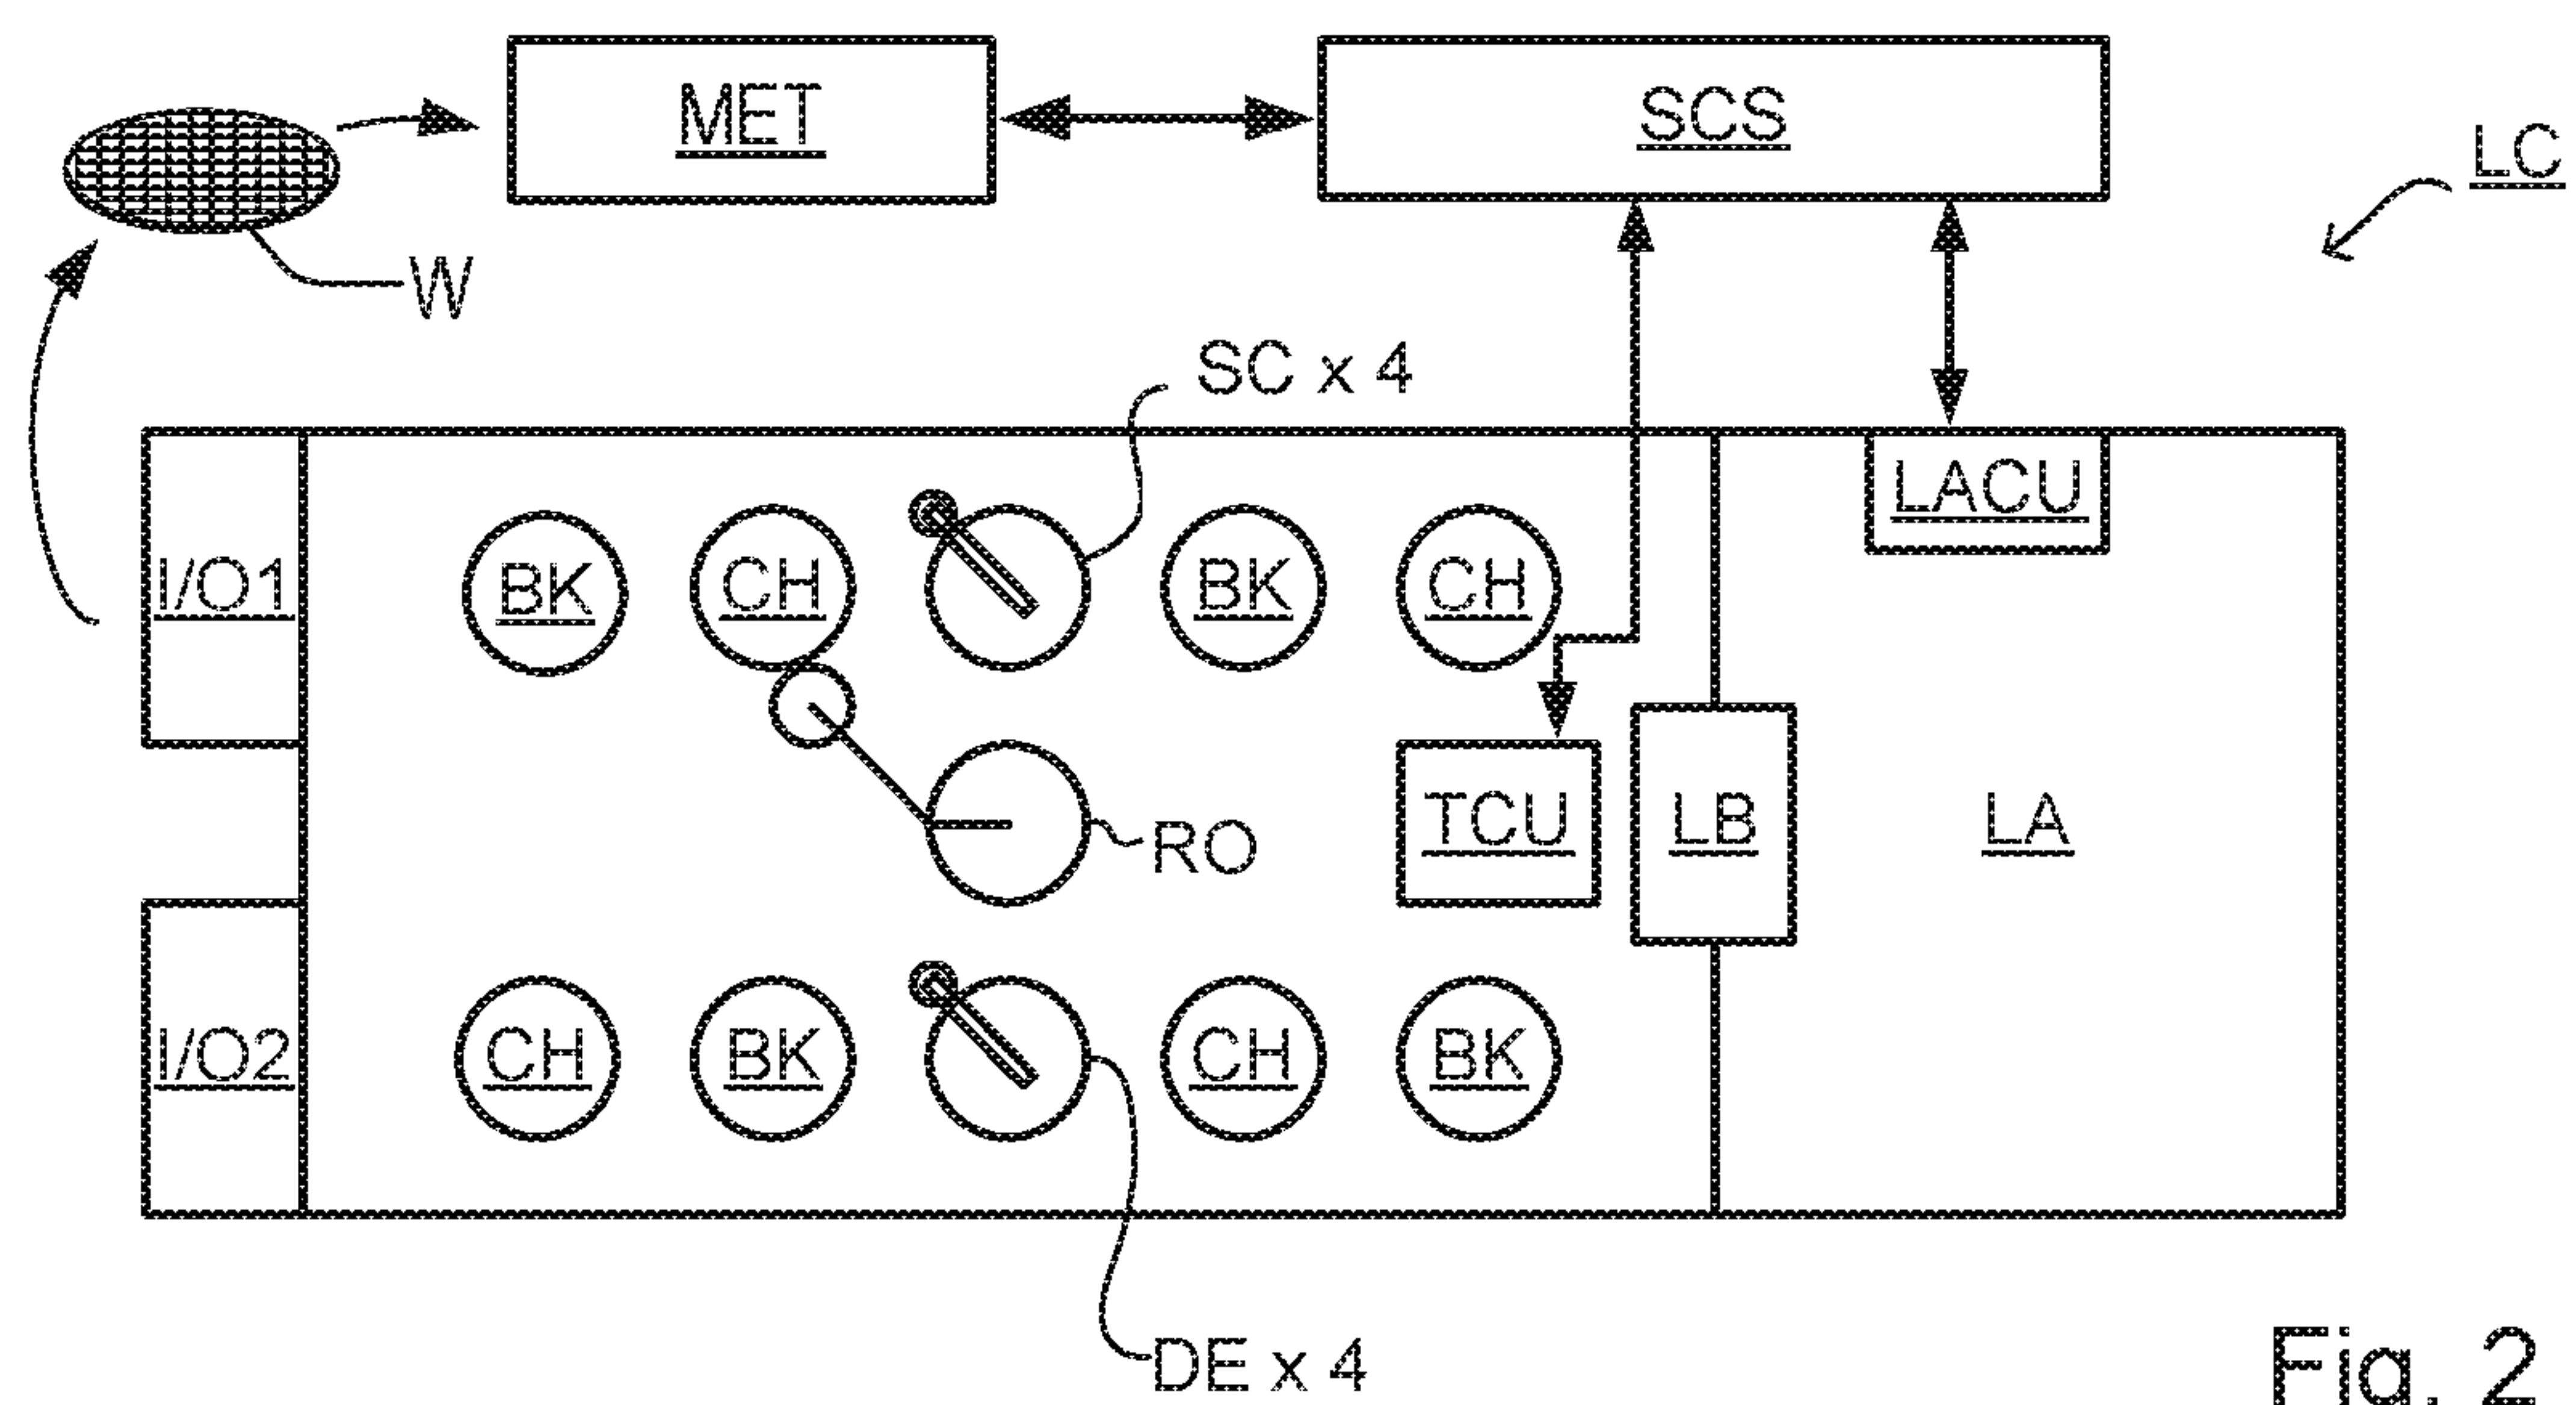 MET
SCS
LC
W
SC x 4
LACU
I/O1
BK
CH
BK
CH
TCU
LB
LA
RO
I/O2
CH
BK
CH
BK
DE x 4
Fig. 2